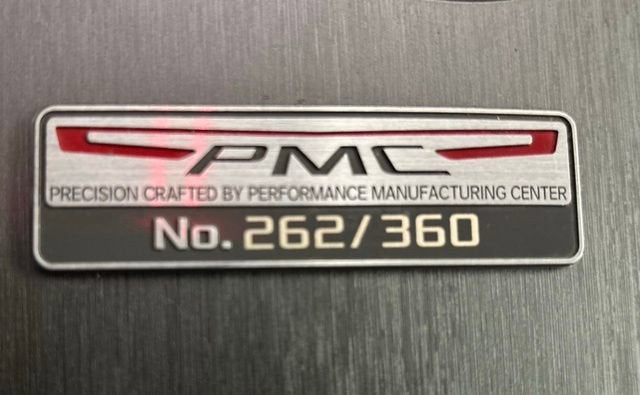 PMC
PRECISION CRAFTED BY PERFORMANCE MANUFACTURING CENTER
No. 262/360